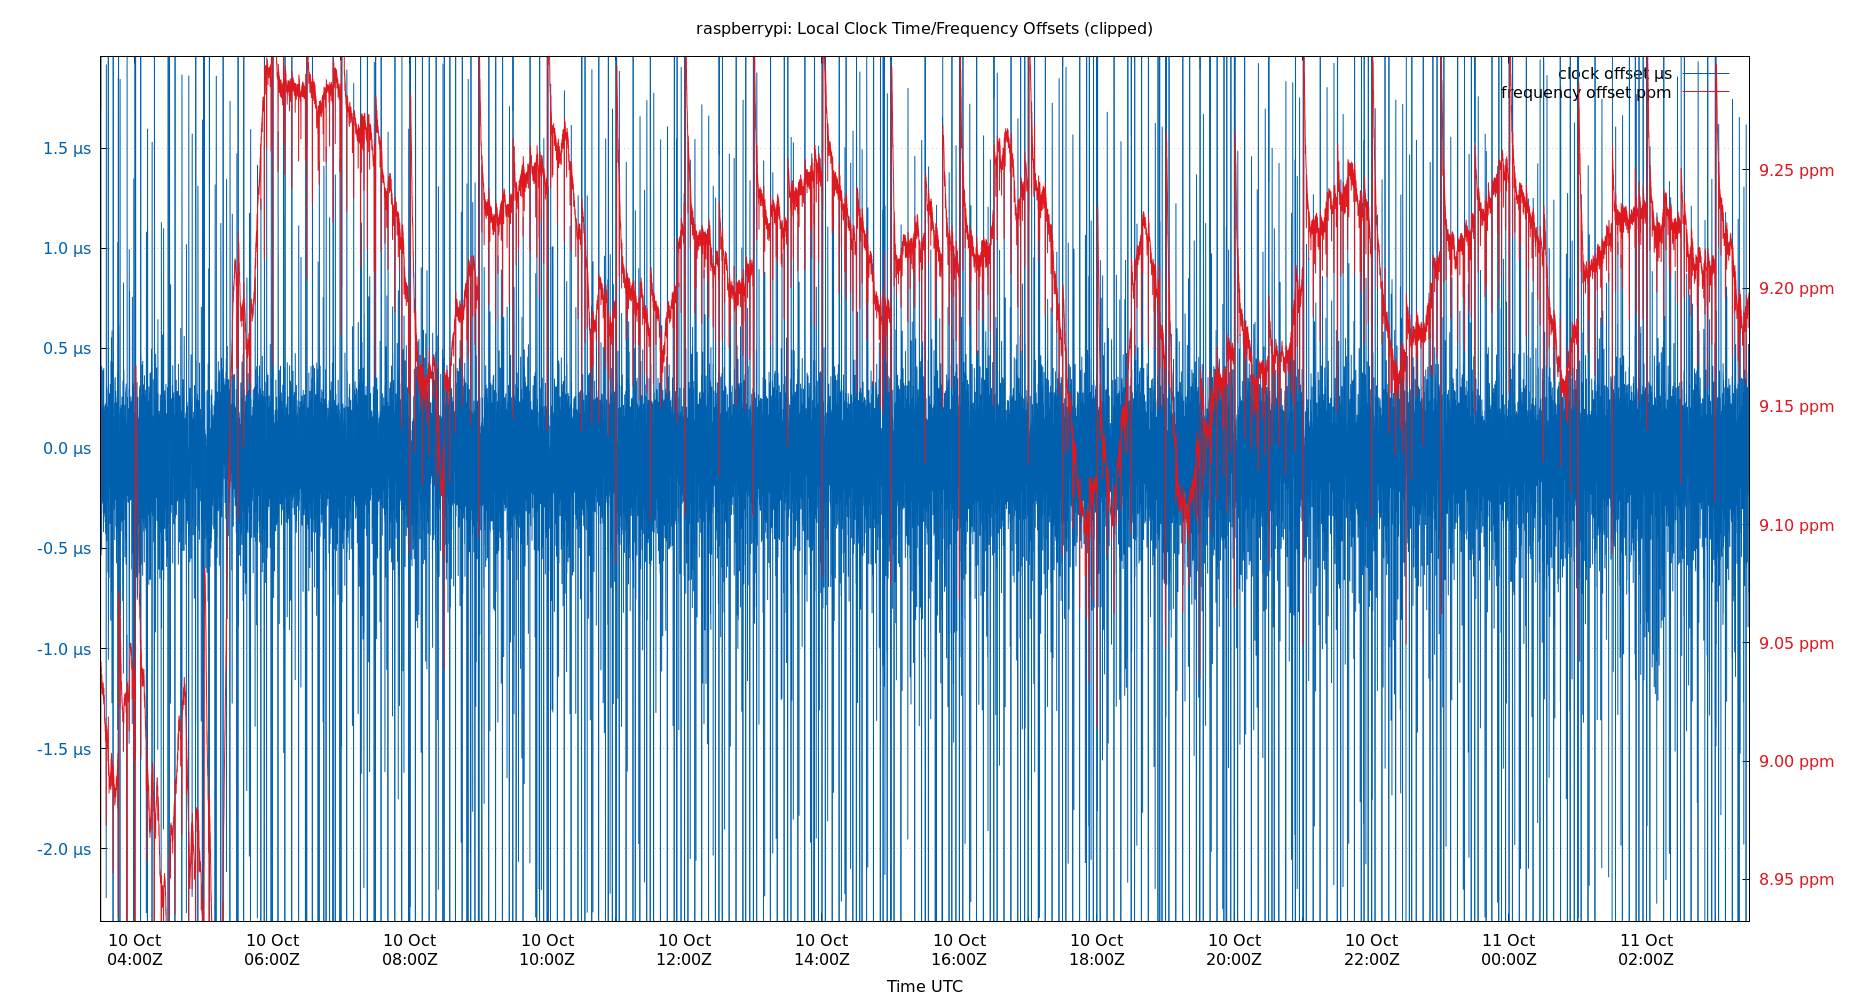 raspberrypi: Local Clock Time/Frequency Offsets (clipped)
clock offset µs
frequency offset ppm
1.5 µs
1.0 µs
0.5 µs
0.0 µs
-0.5 µs
-1.0 µs
-1.5 µs
-2.0 µs
9.25 ppm
9.20 ppm
9.15 ppm
9.10 ppm
9.05 ppm
9.00 ppm
8.95 ppm
10 Oct 10 Oct 10 Oct 10 Oct 10 Oct 10 Oct 10 Oct 10 Oct 10 Oct 10 Oct 11 Oct 11 Oct
04:00Z 06:00Z 08:00Z 10:00Z 12:00Z 14:00Z 16:00Z 18:00Z 20:00Z 22:00Z 00:00Z 02:00Z
Time UTC